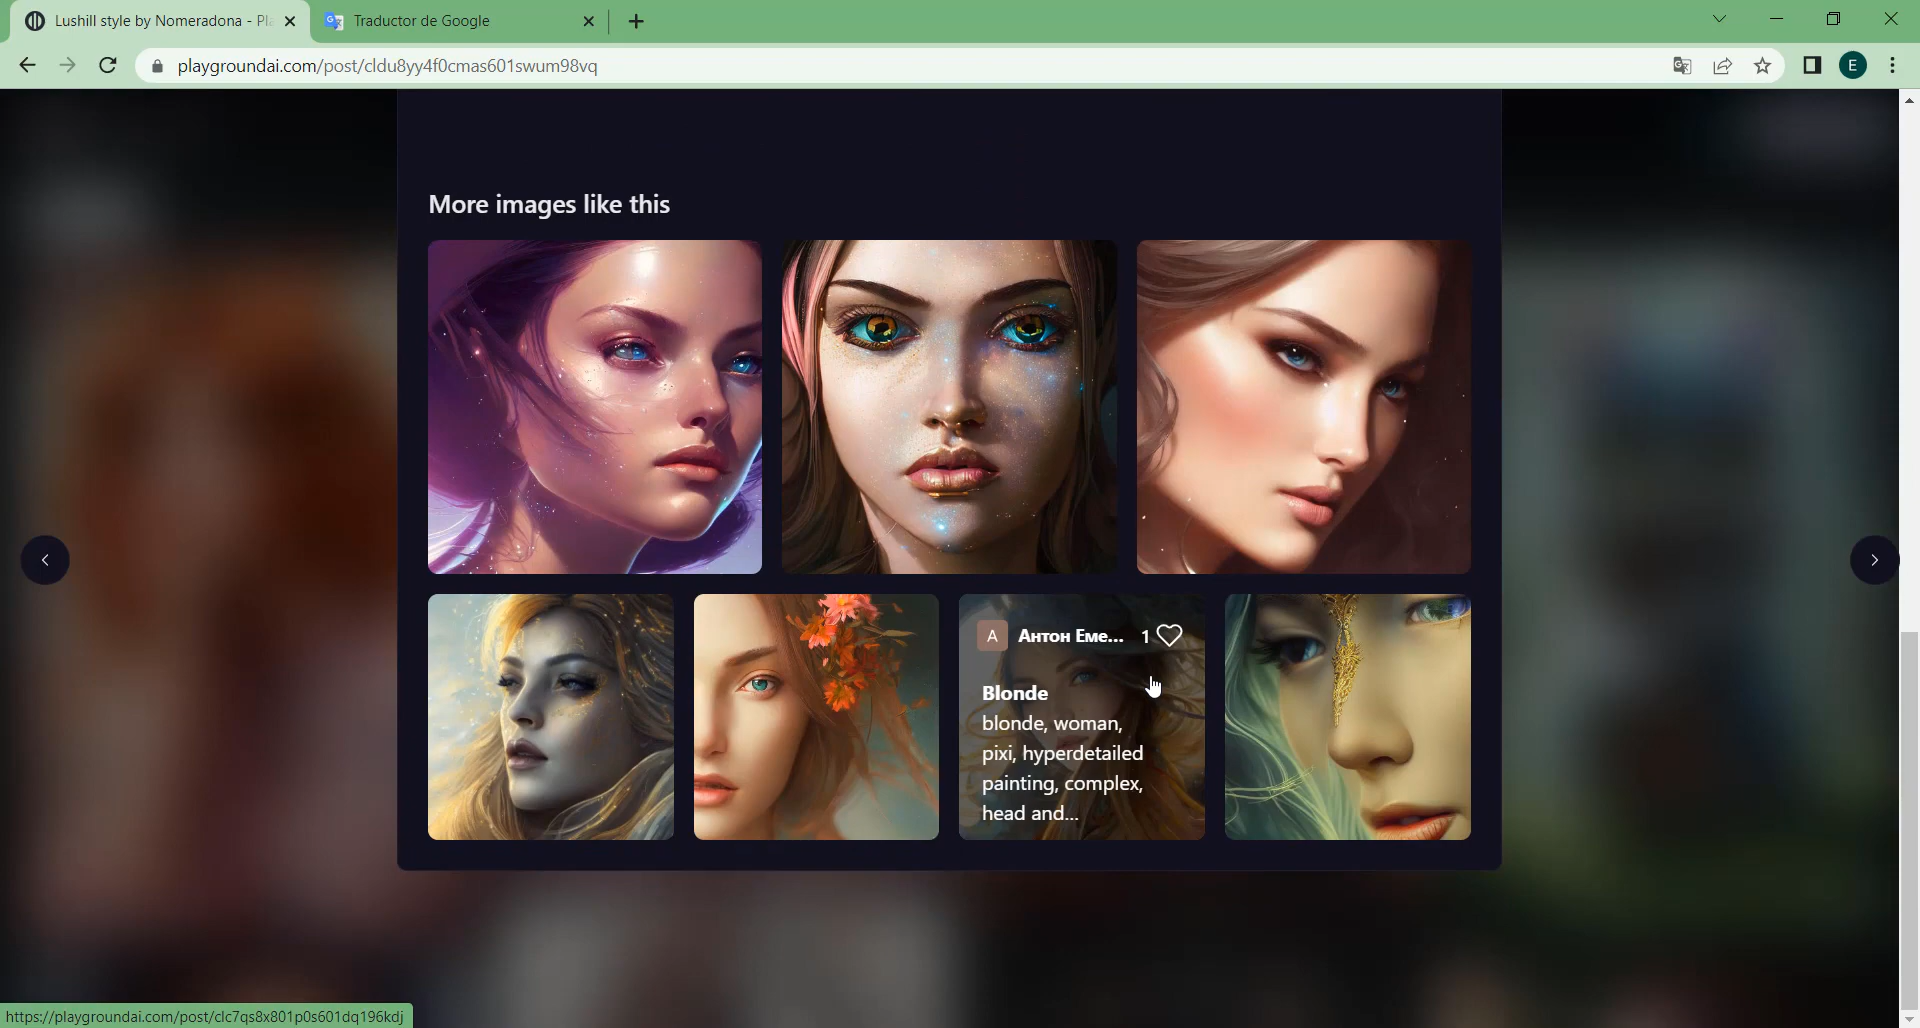 Lushill style by Nomeradona - Pla
Traductor de Google
playgroundai.com/post/cldu8yy4f0cmas601swum98vq
E
More images like this
A Антон Еме... 1
Blonde
blonde, woman,
pixi, hyperdetailed
painting, complex,
head and...
https://playgroundai.com/post/clc7qs8x801p0s601dq196kdj